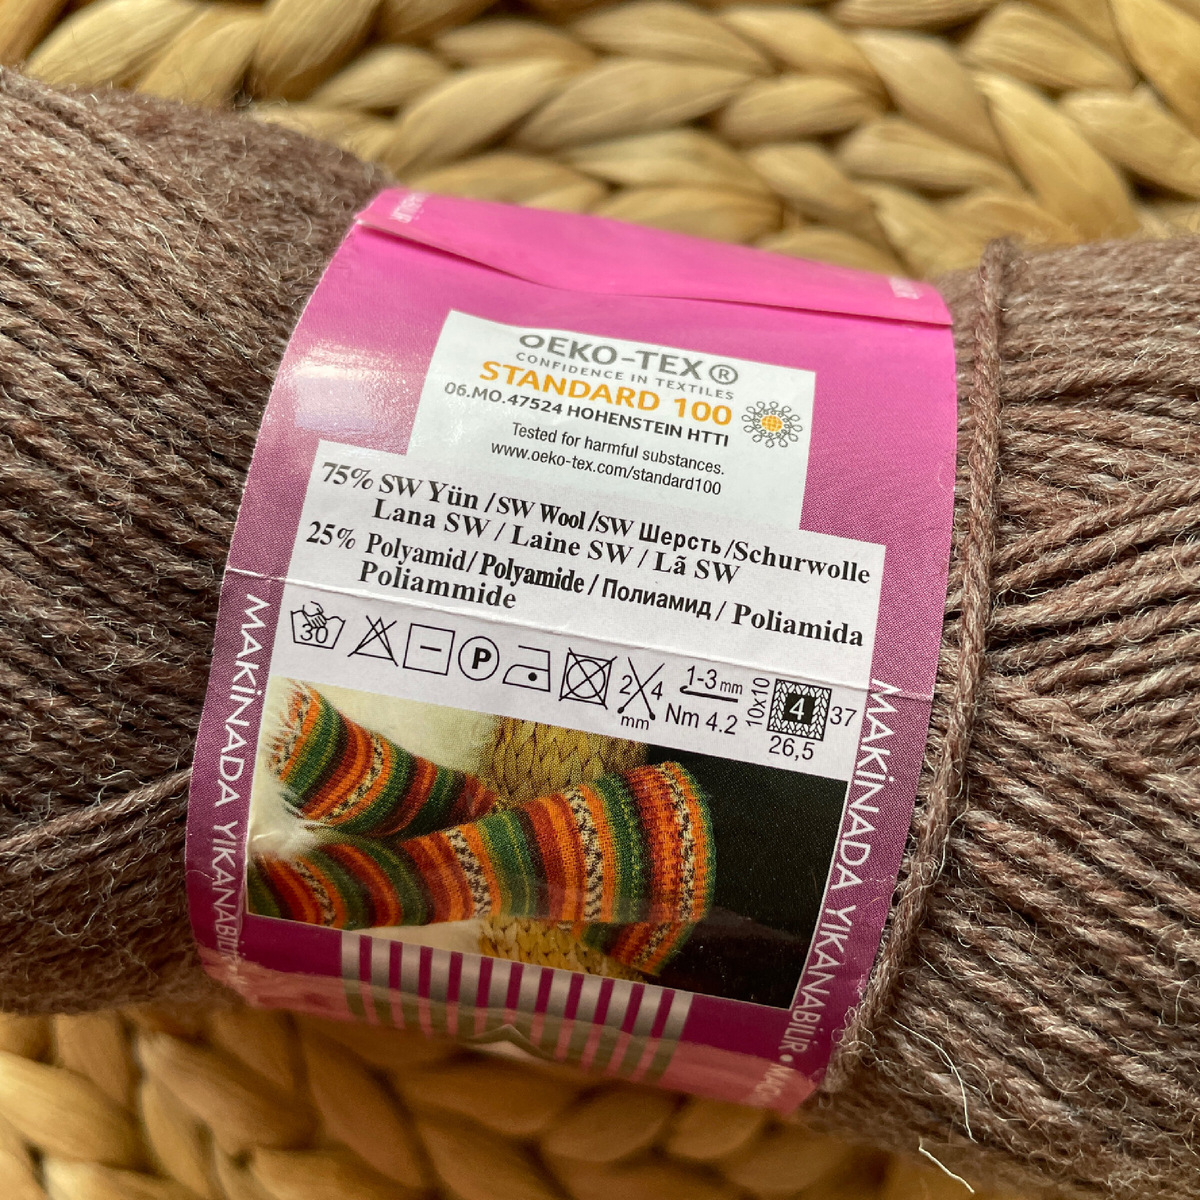 OEKO-TEX®
CONFIDENCE IN TEXTILES
STANDARD 100
06.MO.47524 HOHENSTEIN HTTI
Tested for harmful substances.
www.oeko-tex.com/standard100
75% SW Yün / SW Wool / SW Шерсть / Schurwolle
Lana SW / Laine SW / Lã SW
25% Polyamid / Polyamide / Полиамид / Poliamida
Poliammide
30
P
2 4
mm
1-3 mm
Nm 4.2
10x10
4
37
26,5
MAKİNADA YIKANABİLİR
MAKİNADA YIKANABİLİR •